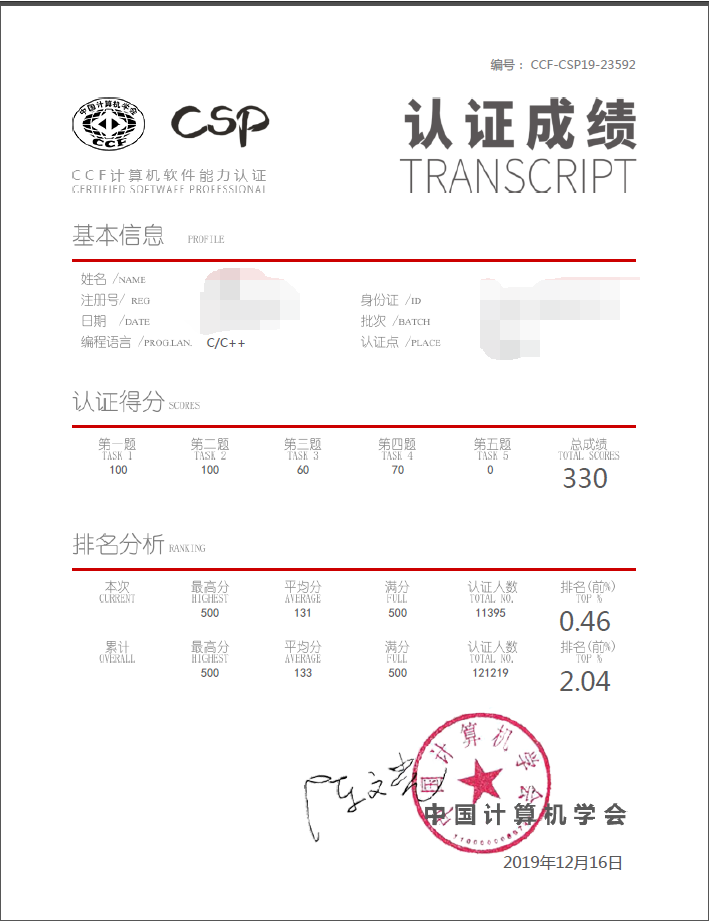 编号： CCF-CSP19-23592
中国计算机学会
CCF
CSP
认证成绩
TRANSCRIPT
CCF计算机软件能力认证
CERTIFIED SOFTWARE PROFESSIONAL
基本信息 PROFILE
姓名 /NAME
注册号/ REG 身份证 /ID
日期 /DATE 批次 /BATCH
编程语言 /PROG.LAN. C/C++ 认证点 /PLACE
认证得分 SCORES
第一题 第二题 第三题 第四题 第五题 总成绩
TASK 1 TASK 2 TASK 3 TASK 4 TASK 5 TOTAL SCORES
100 100 60 70 0 330
排名分析 RANKING
本次 最高分 平均分 满分 认证人数 排名(前%)
CURRENT HIGHEST AVERAGE FULL TOTAL NO. TOP %
500 131 500 11395 0.46
累计 最高分 平均分 满分 认证人数 排名(前%)
OVERALL HIGHEST AVERAGE FULL TOTAL NO. TOP %
500 133 500 121219 2.04
中国计算机学会
中国计算机学会
2019年12月16日